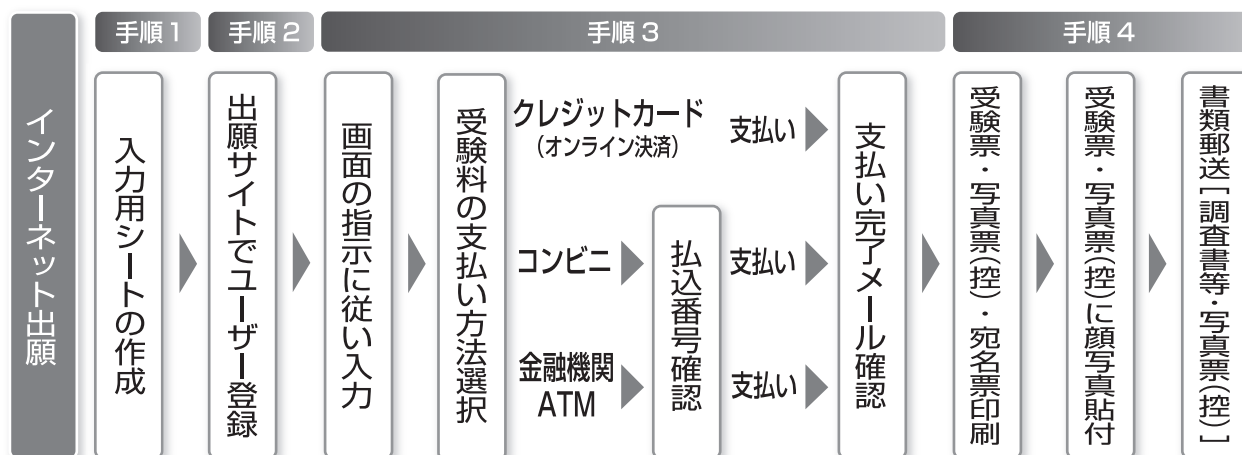 インターネット出願
手順 1
手順 2
手順 3
手順 4
入力用シートの作成
出願サイトでユーザー登録
画面の指示に従い入力
受験料の支払い方法選択
クレジットカード
（オンライン決済）
支払い
コンビニ
払込番号確認
支払い
金融機関
ATM
支払い
支払い完了メール確認
受験票・写真票（控）・宛名票印刷
受験票・写真票（控）に顔写真貼付
書類郵送［調査書等・写真票（控）］